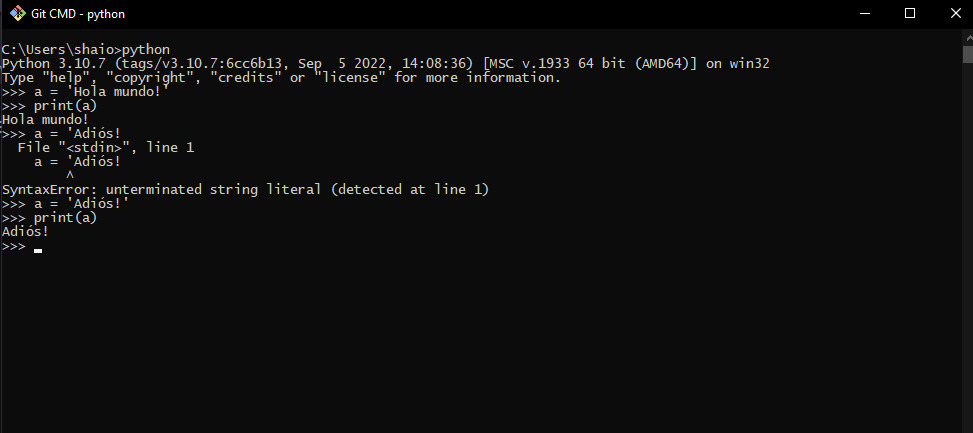 Git CMD - python
C:\Users\shaio>python
Python 3.10.7 (tags/v3.10.7:6cc6b13, Sep  5 2022, 14:08:36) [MSC v.1933 64 bit (AMD64)] on win32
Type "help", "copyright", "credits" or "license" for more information.
>>> a = 'Hola mundo!'
>>> print(a)
Hola mundo!
>>> a = 'Adiós!
  File "<stdin>", line 1
    a = 'Adiós!
        ^
SyntaxError: unterminated string literal (detected at line 1)
>>> a = 'Adiós!'
>>> print(a)
Adiós!
>>>